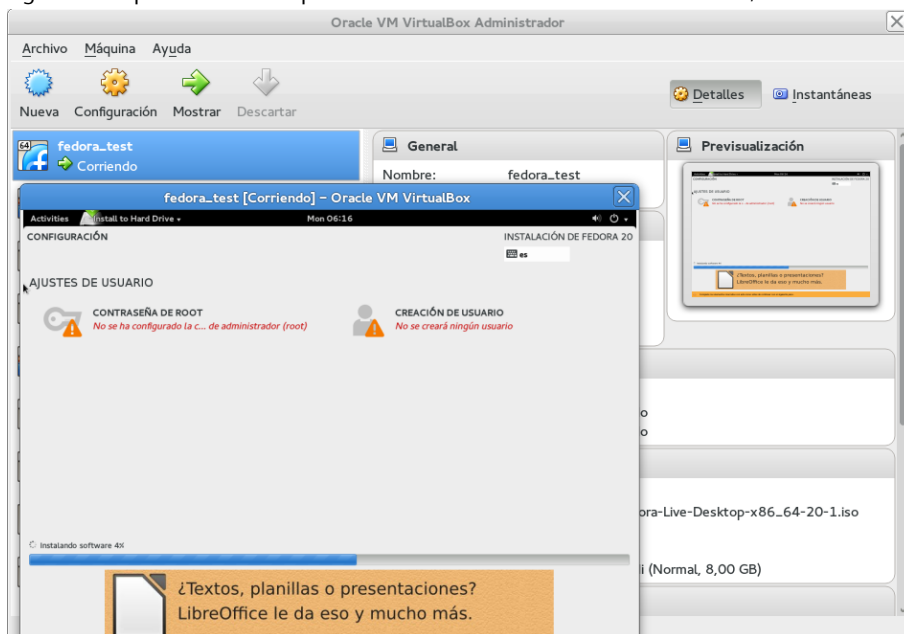 Oracle VM VirtualBox Administrador
Archivo Máquina Ayuda
Nueva Configuración Mostrar Descartar
Detalles Instantáneas
64
fedora_test
Corriendo
General
Nombre: fedora_test
Previsualización
fedora_test [Corriendo] – Oracle VM VirtualBox
Activities Install to Hard Drive Mon 06:16
CONFIGURACIÓN
INSTALACIÓN DE FEDORA 20
es
AJUSTES DE USUARIO
CONTRASEÑA DE ROOT
No se ha configurado la c... de administrador (root)
CREACIÓN DE USUARIO
No se creará ningún usuario
o
o
ora-Live-Desktop-x86_64-20-1.iso
i (Normal, 8,00 GB)
Instalando software 4%
¿Textos, planillas o presentaciones?
LibreOffice le da eso y mucho más.